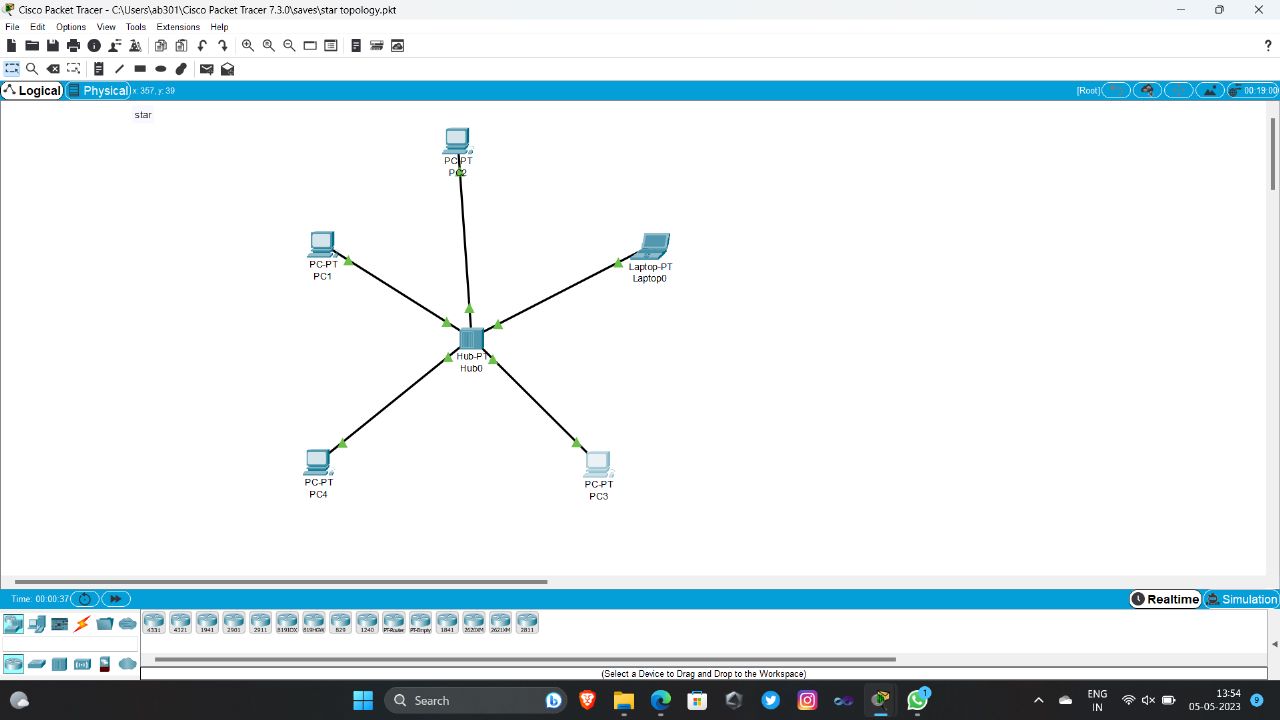 Cisco Packet Tracer - C:\Users\ab301\Cisco Packet Tracer 7.3.0\saves\star topology.pkt
File Edit Options View Tools Extensions Help
?
Logical Physical x: 357, y: 39 [Root] 00:19:00
star
PC-PT
PC2
PC-PT
PC1
Laptop-PT
Laptop0
Hub-PT
Hub0
PC-PT
PC4
PC-PT
PC3
Time: 00:00:37 Realtime Simulation
4331 4321 1941 2901 2911 819IOX 819HGW 829 1240 PT-Router PT-Empty 1841 2620XM 2621XM 2811
(Select a Device to Drag and Drop to the Workspace)
Search
1
ENG
IN
13:54
05-05-2023
9